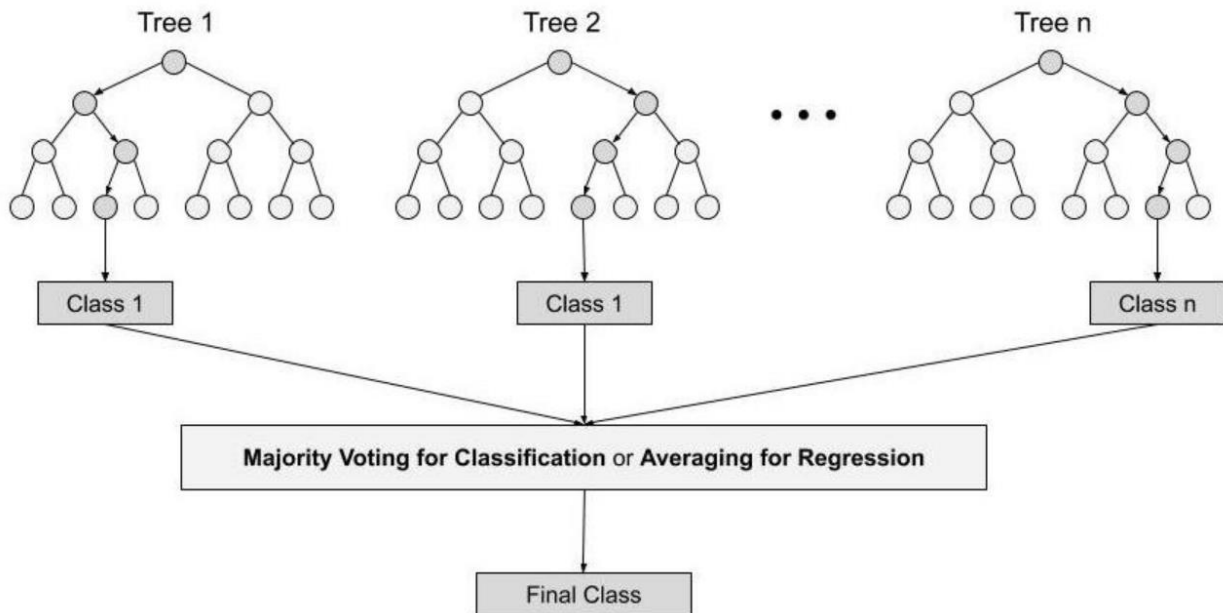 Tree 1
Tree 2
Tree n
Class 1
Class 1
Class n
Majority Voting for Classification or Averaging for Regression
Final Class